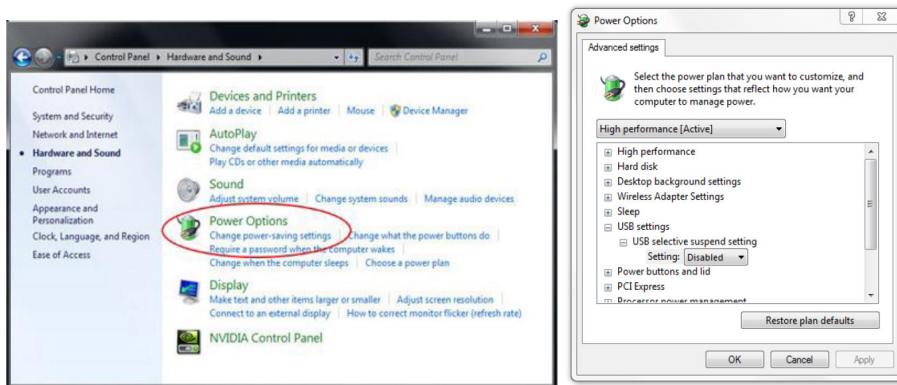 Control Panel ▸ Hardware and Sound ▸
Search Control Panel
Control Panel Home
System and Security
Network and Internet
Hardware and Sound
Programs
User Accounts
Appearance and
Personalization
Clock, Language, and Region
Ease of Access
Devices and Printers
Add a device | Add a printer | Mouse | Device Manager
AutoPlay
Change default settings for media or devices
Play CDs or other media automatically
Sound
Adjust system volume | Change system sounds | Manage audio devices
Power Options
Change power-saving settings | Change what the power buttons do
Require a password when the computer wakes
Change when the computer sleeps | Choose a power plan
Display
Make text and other items larger or smaller | Adjust screen resolution
Connect to an external display | How to correct monitor flicker (refresh rate)
NVIDIA Control Panel
Power Options
Advanced settings
Select the power plan that you want to customize, and
then choose settings that reflect how you want your
computer to manage power.
High performance [Active]
High performance
Hard disk
Desktop background settings
Wireless Adapter Settings
Sleep
USB settings
USB selective suspend setting
Setting: Disabled
Power buttons and lid
PCI Express
Processor power management
Restore plan defaults
OK
Cancel
Apply